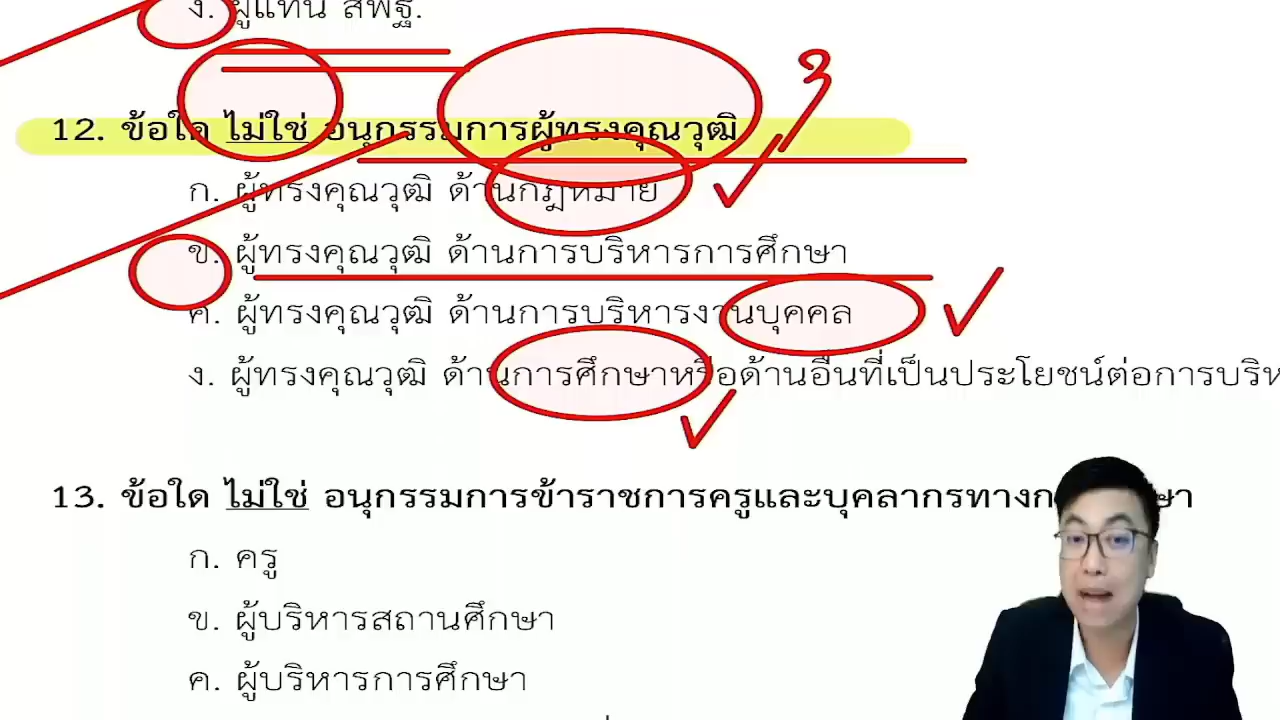 ง. ผู้แทน สพฐ.
3
12. ข้อใด ไม่ใช่ อนุกรรมการผู้ทรงคุณวุฒิ
ก. ผู้ทรงคุณวุฒิ ด้านกฎหมาย
ข. ผู้ทรงคุณวุฒิ ด้านการบริหารการศึกษา
ค. ผู้ทรงคุณวุฒิ ด้านการบริหารงานบุคคล
ง. ผู้ทรงคุณวุฒิ ด้านการศึกษาหรือด้านอื่นที่เป็นประโยชน์ต่อการบริห
13. ข้อใด ไม่ใช่ อนุกรรมการข้าราชการครูและบุคลากรทางก
ก. ครู
ข. ผู้บริหารสถานศึกษา
ค. ผู้บริหารการศึกษา